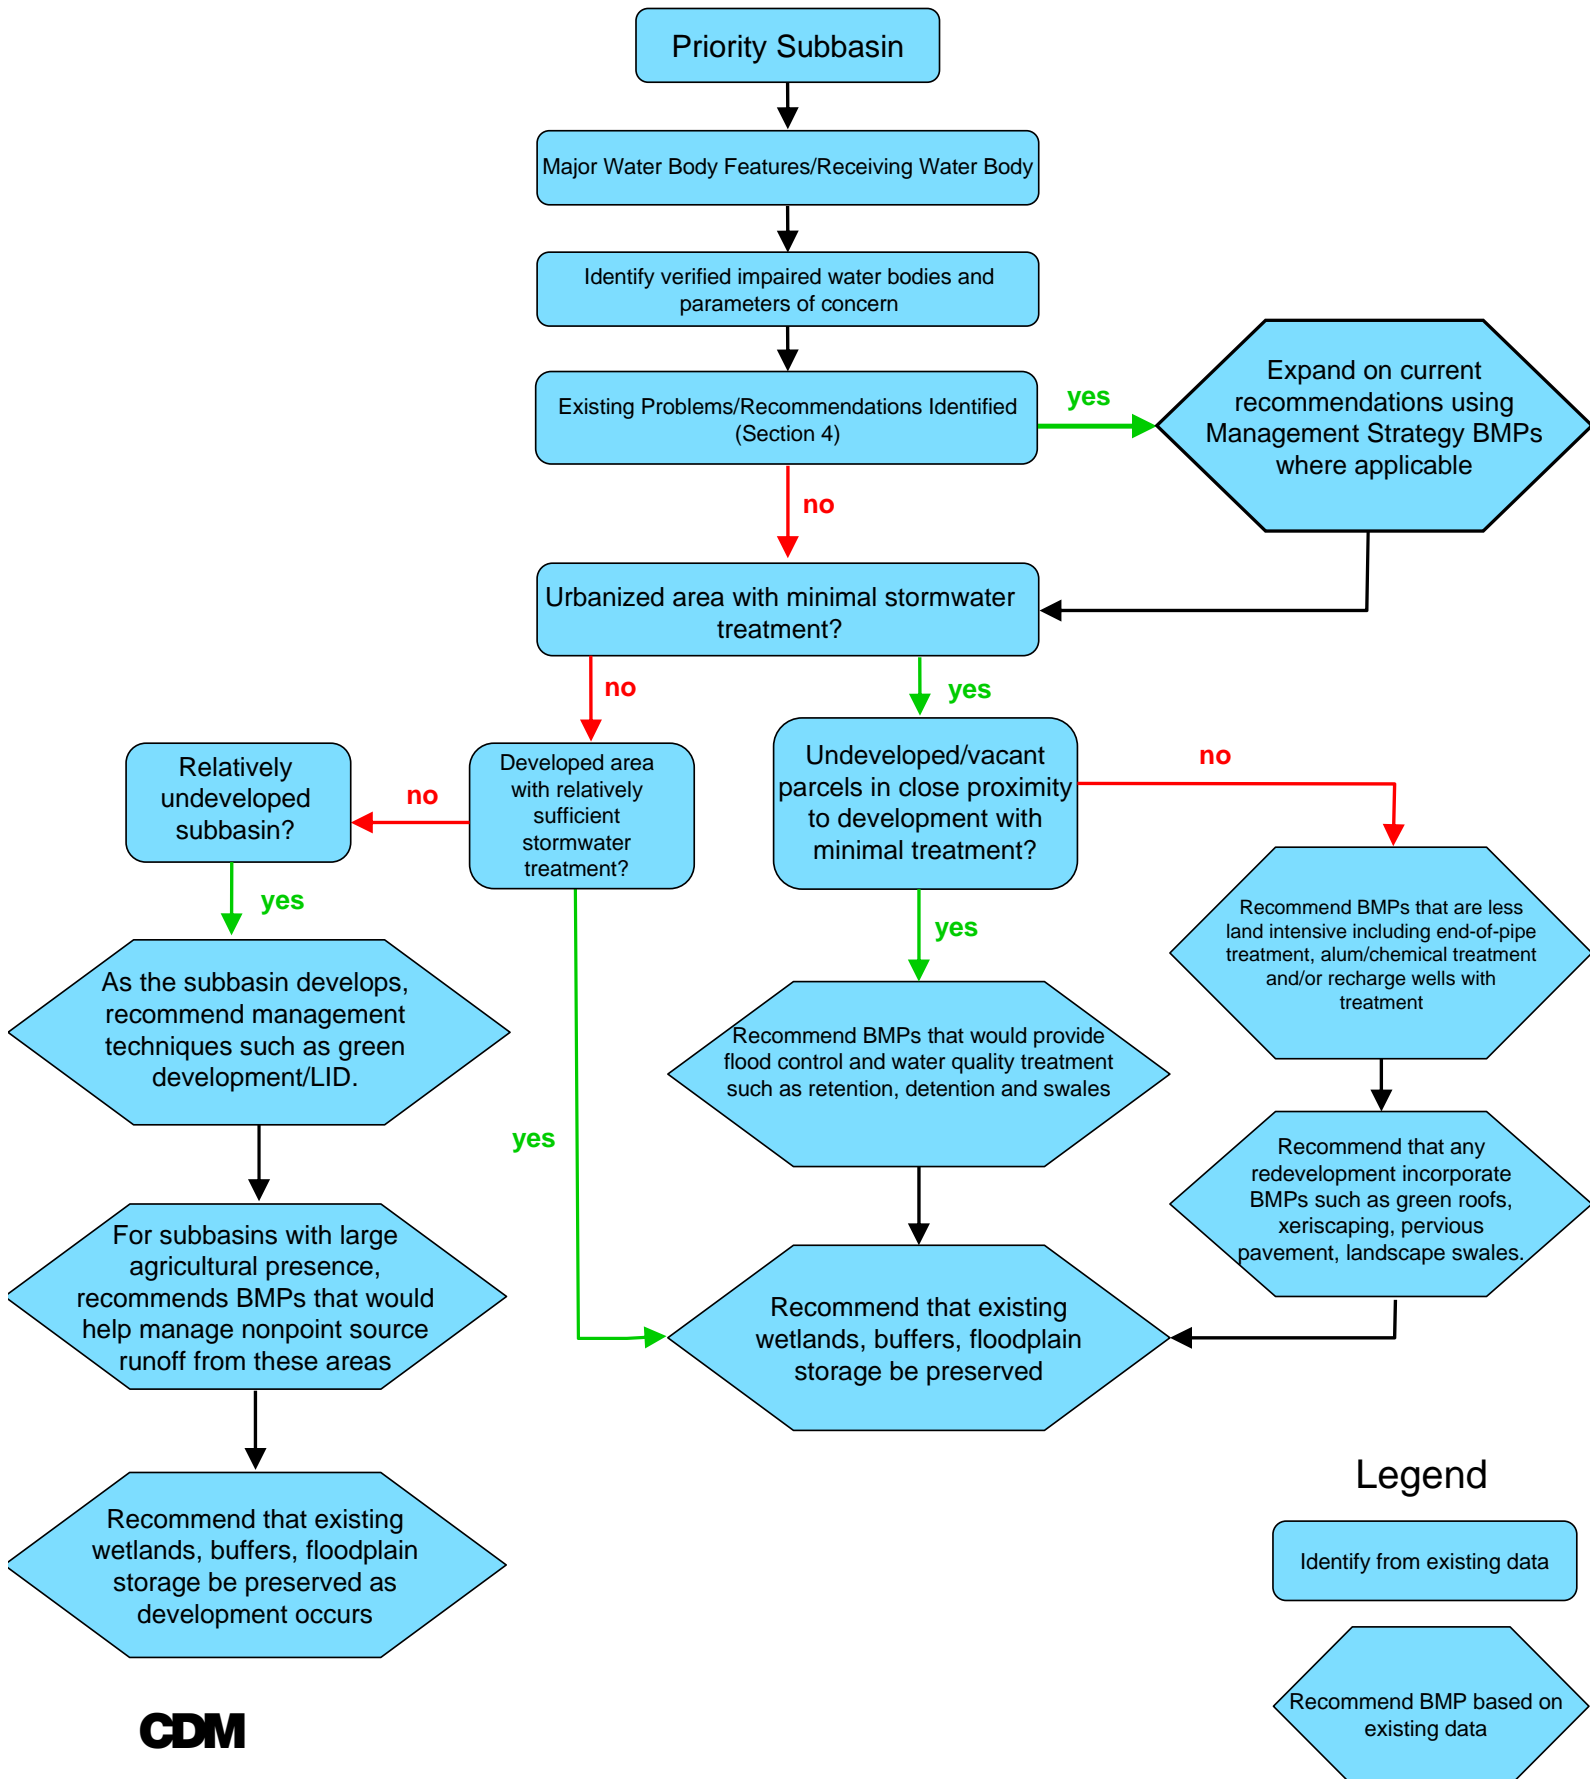 Priority Subbasin
Major Water Body Features/Receiving Water Body
Identify verified impaired water bodies and
parameters of concern
Existing Problems/Recommendations Identified
(Section 4)
yes
Expand on current
recommendations using
Management Strategy BMPs
where applicable
no
Urbanized area with minimal stormwater
treatment?
no
yes
Relatively
undeveloped
subbasin?
no
Developed area
with relatively
sufficient
stormwater
treatment?
Undeveloped/vacant
parcels in close proximity
to development with
minimal treatment?
no
yes
yes
yes
Recommend BMPs that are less
land intensive including end-of-pipe
treatment, alum/chemical treatment
and/or recharge wells with
treatment
As the subbasin develops,
recommend management
techniques such as green
development/LID.
Recommend BMPs that would provide
flood control and water quality treatment
such as retention, detention and swales
Recommend that any
redevelopment incorporate
BMPs such as green roofs,
xeriscaping, pervious
pavement, landscape swales.
For subbasins with large
agricultural presence,
recommends BMPs that would
help manage nonpoint source
runoff from these areas
Recommend that existing
wetlands, buffers, floodplain
storage be preserved
Recommend that existing
wetlands, buffers, floodplain
storage be preserved as
development occurs
Legend
Identify from existing data
Recommend BMP based on
existing data
CDM